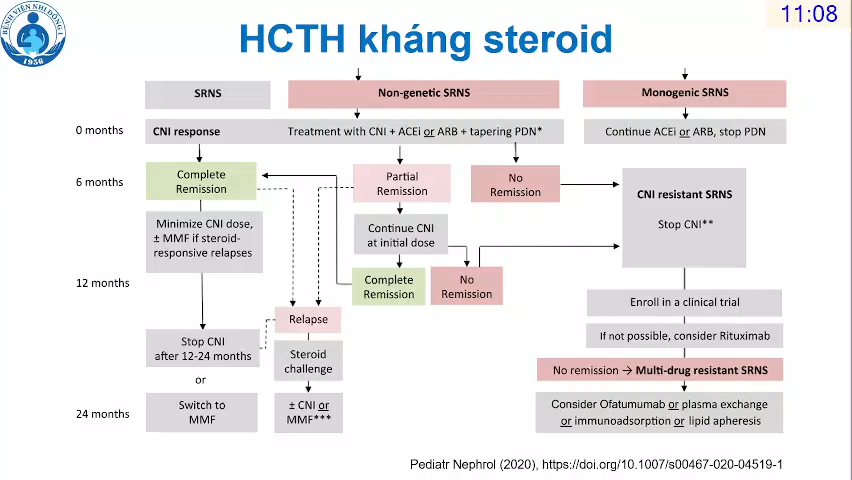 BỆNH VIỆN NHI ĐỒNG 1
1956
11:08
HCTH kháng steroid
SRNS
Non-genetic SRNS
Monogenic SRNS
0 months
CNI response
Treatment with CNI + ACEi or ARB + tapering PDN*
Continue ACEi or ARB, stop PDN
6 months
Complete
Remission
Partial
Remission
No
Remission
CNI resistant SRNS
Stop CNI**
Minimize CNI dose,
± MMF if steroid-
responsive relapses
Continue CNI
at initial dose
12 months
Complete
Remission
No
Remission
Enroll in a clinical trial
Relapse
If not possible, consider Rituximab
Stop CNI
after 12-24 months
Steroid
challenge
No remission → Multi-drug resistant SRNS
or
24 months
Switch to
MMF
± CNI or
MMF***
Consider Ofatumumab or plasma exchange
or immunoadsorption or lipid apheresis
Pediatr Nephrol (2020), https://doi.org/10.1007/s00467-020-04519-1